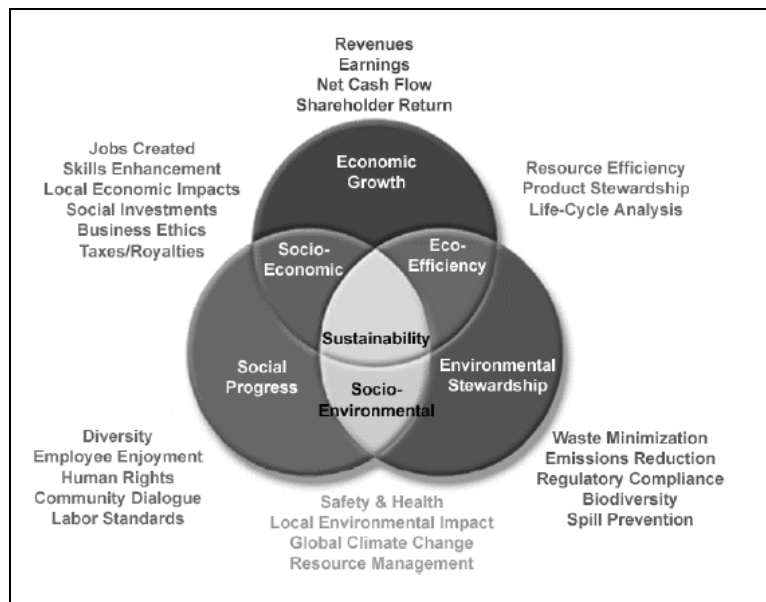 Revenues
Earnings
Net Cash Flow
Shareholder Return
Jobs Created
Skills Enhancement
Local Economic Impacts
Social Investments
Business Ethics
Taxes/Royalties
Economic
Growth
Resource Efficiency
Product Stewardship
Life-Cycle Analysis
Socio-
Economic
Eco-
Efficiency
Sustainability
Social
Progress
Environmental
Stewardship
Socio-
Environmental
Diversity
Employee Enjoyment
Human Rights
Community Dialogue
Labor Standards
Safety & Health
Local Environmental Impact
Global Climate Change
Resource Management
Waste Minimization
Emissions Reduction
Regulatory Compliance
Biodiversity
Spill Prevention